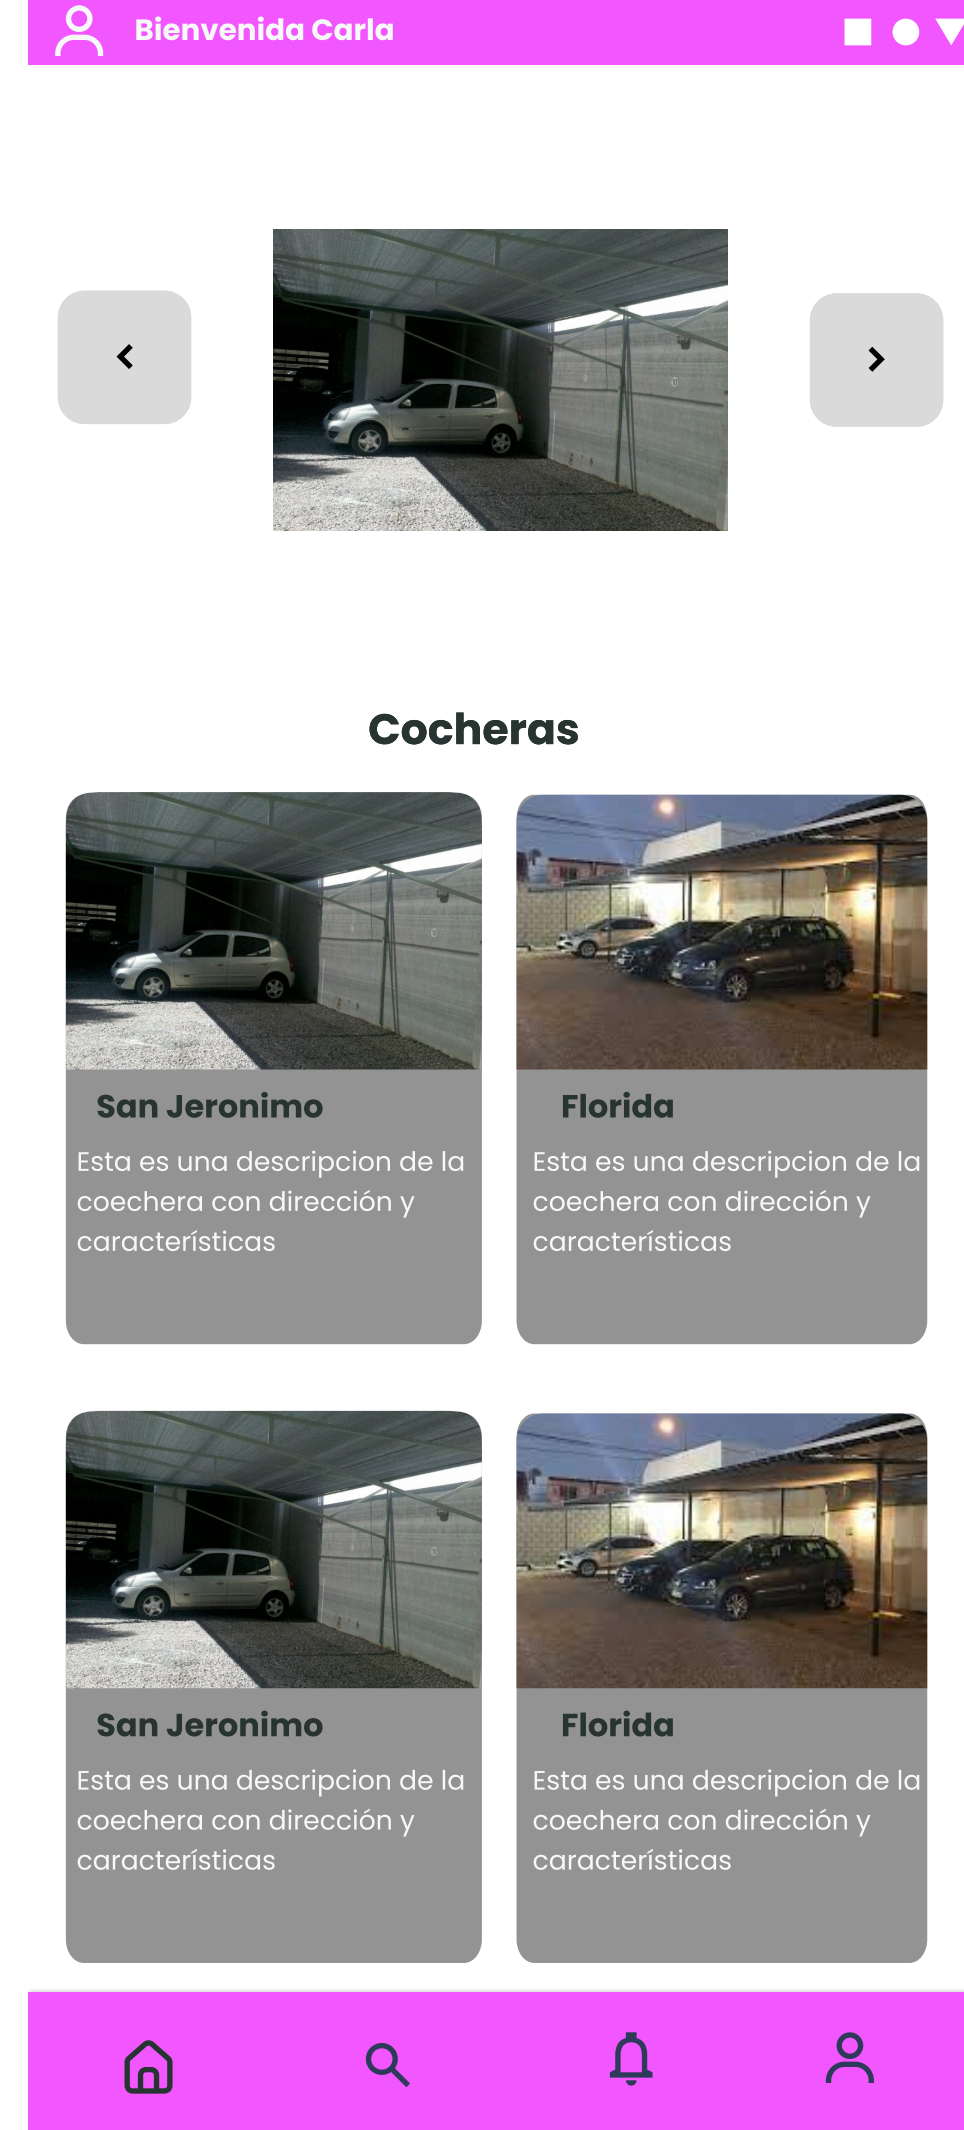 Bienvenida Carla
Cocheras
San Jeronimo
Esta es una descripcion de la
coechera con dirección y
características
Florida
Esta es una descripcion de la
coechera con dirección y
características
San Jeronimo
Esta es una descripcion de la
coechera con dirección y
características
Florida
Esta es una descripcion de la
coechera con dirección y
características